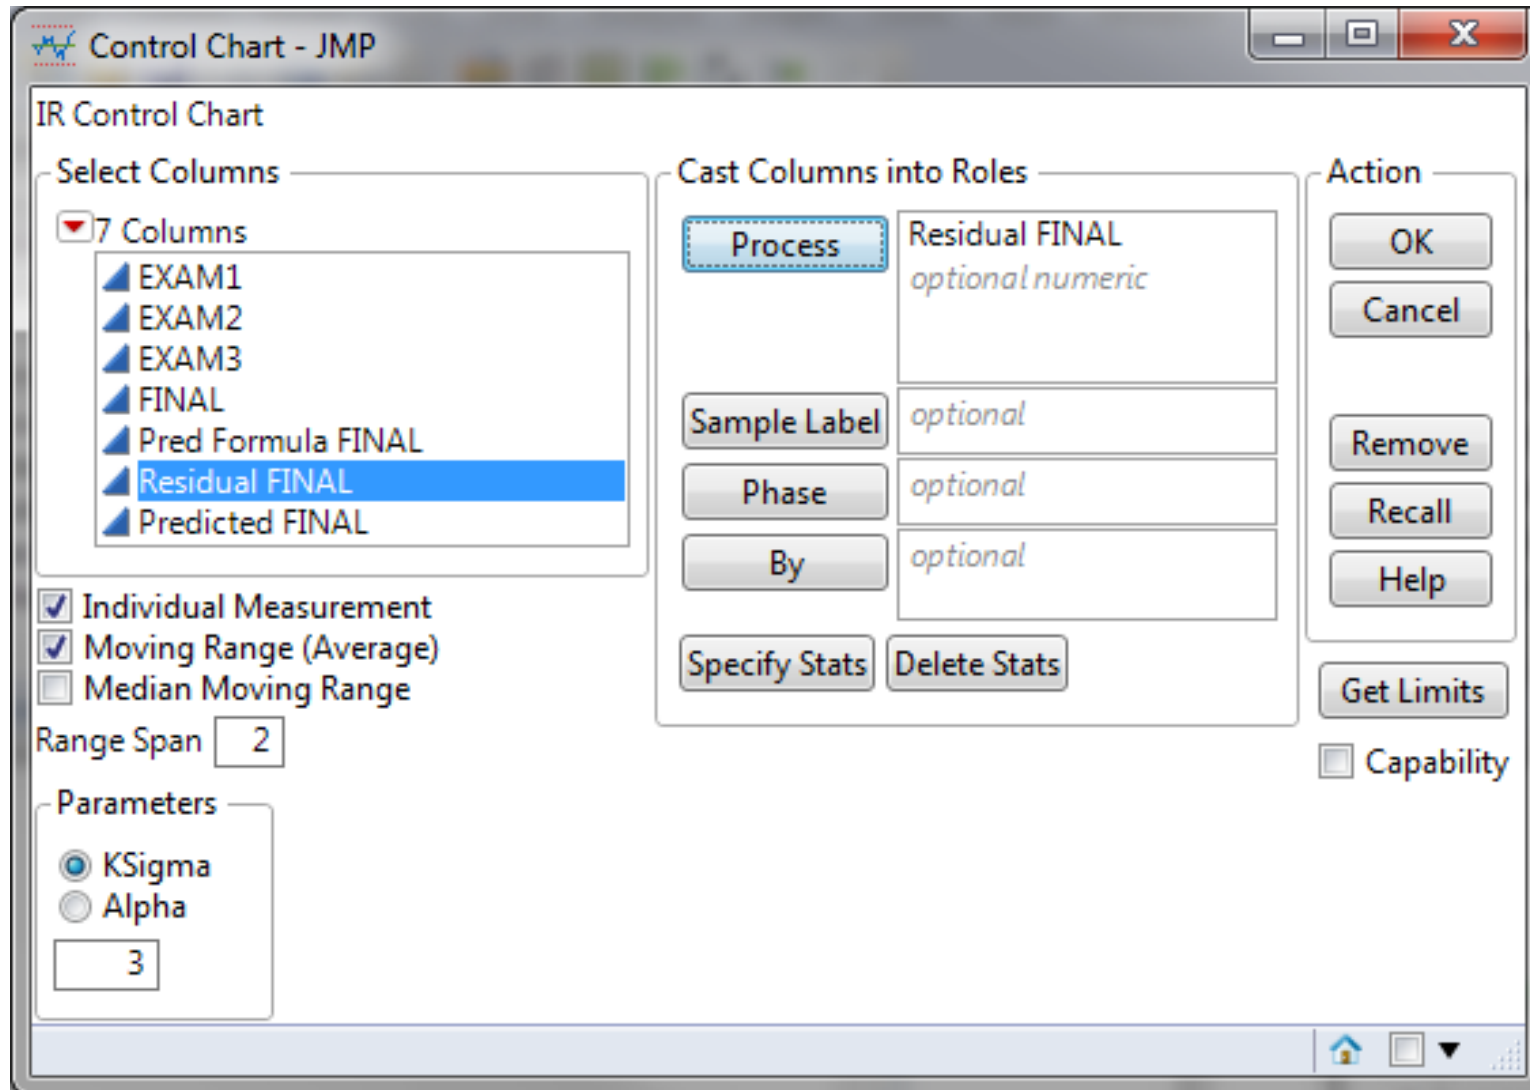 Control Chart - JMP
IR Control Chart
Select Columns
7 Columns
EXAM1
EXAM2
EXAM3
FINAL
Pred Formula FINAL
Residual FINAL
Predicted FINAL
Individual Measurement
Moving Range (Average)
Median Moving Range
Range Span 2
Parameters
KSigma
Alpha
3
Cast Columns into Roles
Process
Residual FINAL
optional numeric
Sample Label
optional
Phase
optional
By
optional
Specify Stats
Delete Stats
Action
OK
Cancel
Remove
Recall
Help
Get Limits
Capability